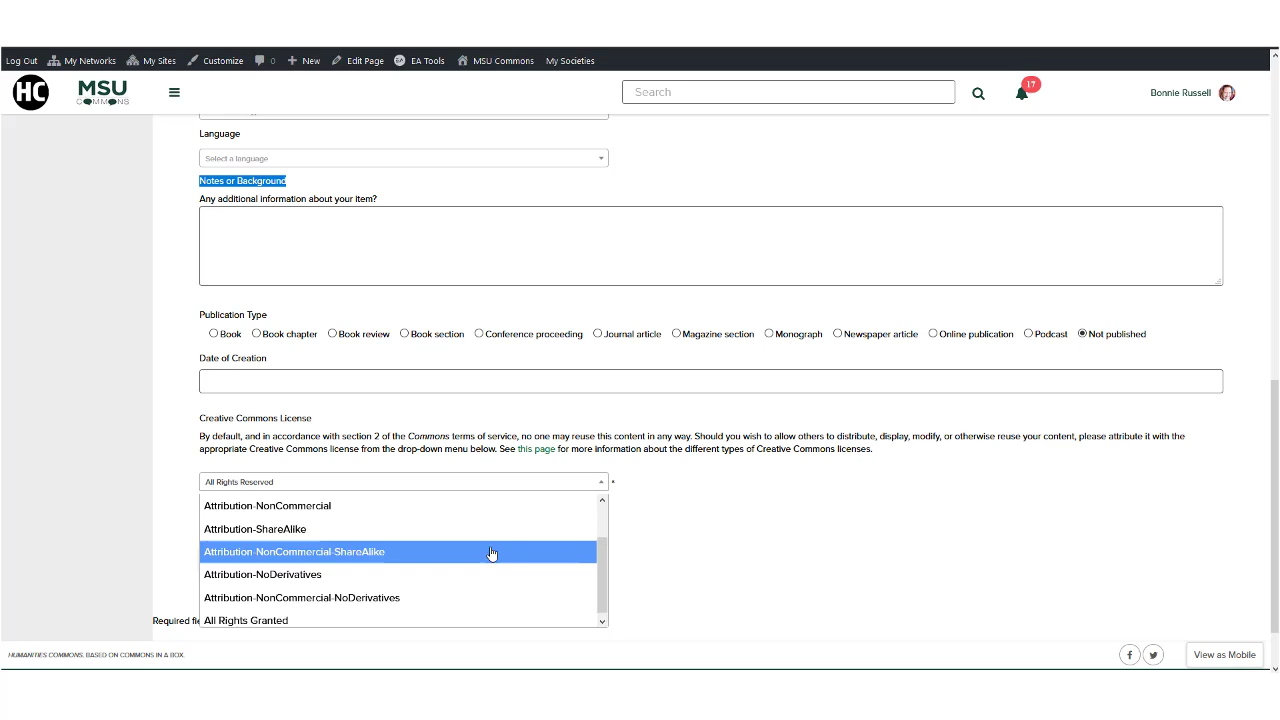 Log Out My Networks My Sites Customize 0 New Edit Page EA Tools MSU Commons My Societies
HC MSU COMMONS Search 17 Bonnie Russell
Language
Select a language
Notes or Background
Any additional information about your item?
Publication Type
Book Book chapter Book review Book section Conference proceeding Journal article Magazine section Monograph Newspaper article Online publication Podcast Not published
Date of Creation
Creative Commons License
By default, and in accordance with section 2 of the Commons terms of service, no one may reuse this content in any way. Should you wish to allow others to distribute, display, modify, or otherwise reuse your content, please attribute it with the
appropriate Creative Commons license from the drop-down menu below. See this page for more information about the different types of Creative Commons licenses.
All Rights Reserved *
Attribution-NonCommercial
Attribution-ShareAlike
Attribution-NonCommercial-ShareAlike
Attribution-NoDerivatives
Attribution-NonCommercial-NoDerivatives
Required fie All Rights Granted
HUMANITIES COMMONS. BASED ON COMMONS IN A BOX. View as Mobile